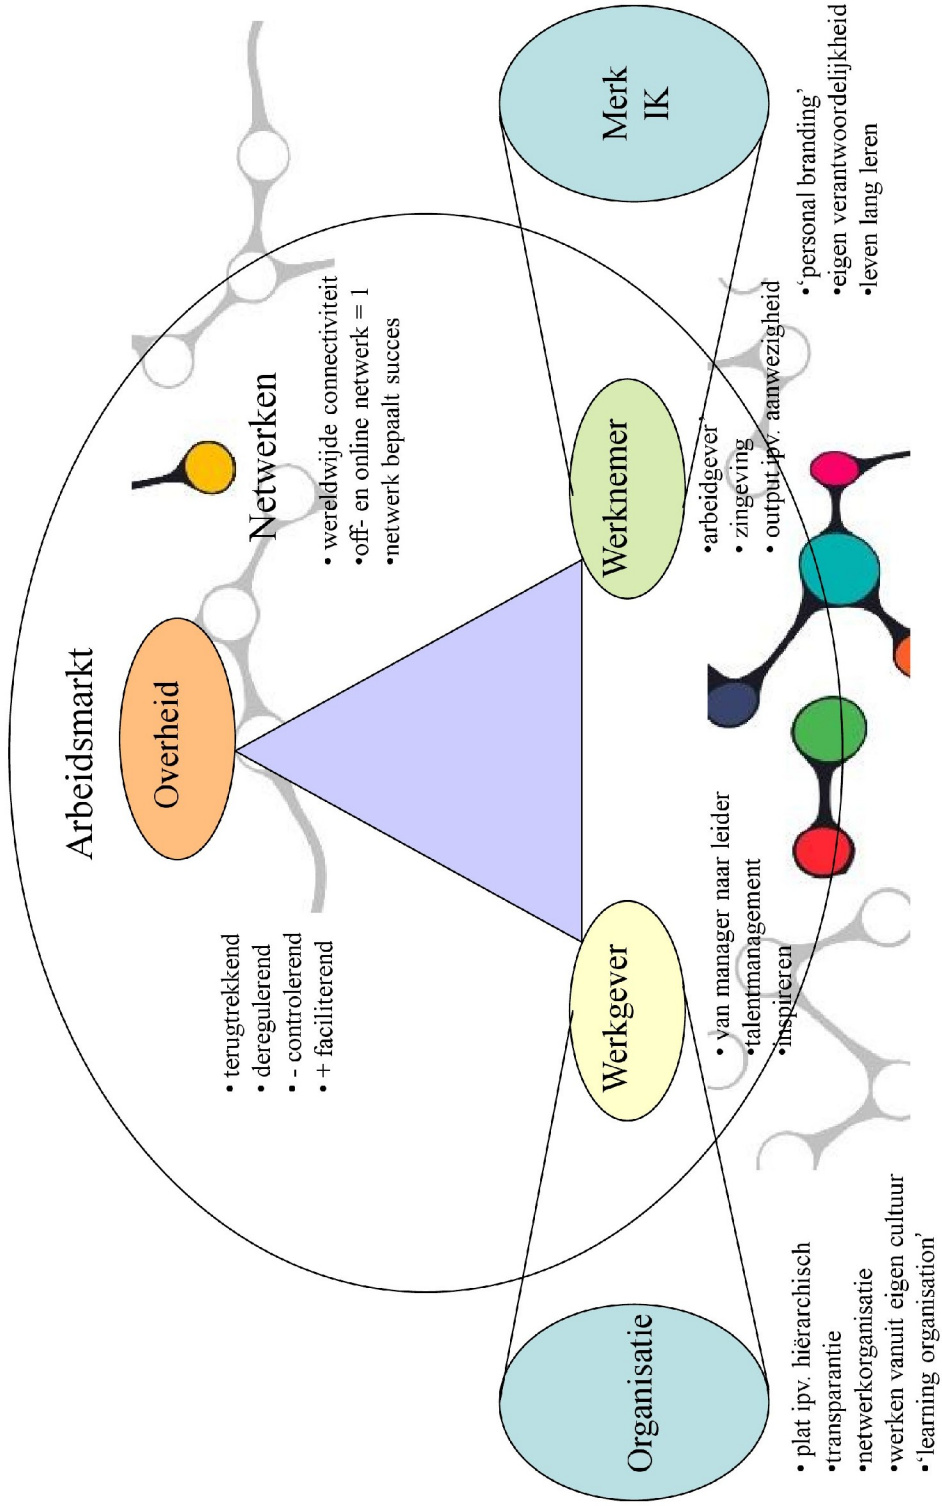 Arbeidsmarkt
Overheid
• terugtrekkend
• deregulerend
• - controlerend
• + faciliterend
Netwerken
• wereldwijde connectiviteit
•off- en online netwerk = 1
•netwerk bepaalt succes
Organisatie
Werkgever
Werknemer
Merk
IK
• van manager naar leider
•talentmanagement
•inspireren
•arbeidgever’
• zingeving
• output ipv. aanwezigheid
• plat ipv. hiërarchisch
•transparantie
•netwerkorganisatie
•werken vanuit eigen cultuur
•‘learning organisation’
•‘personal branding’
•eigen verantwoordelijkheid
•leven lang leren